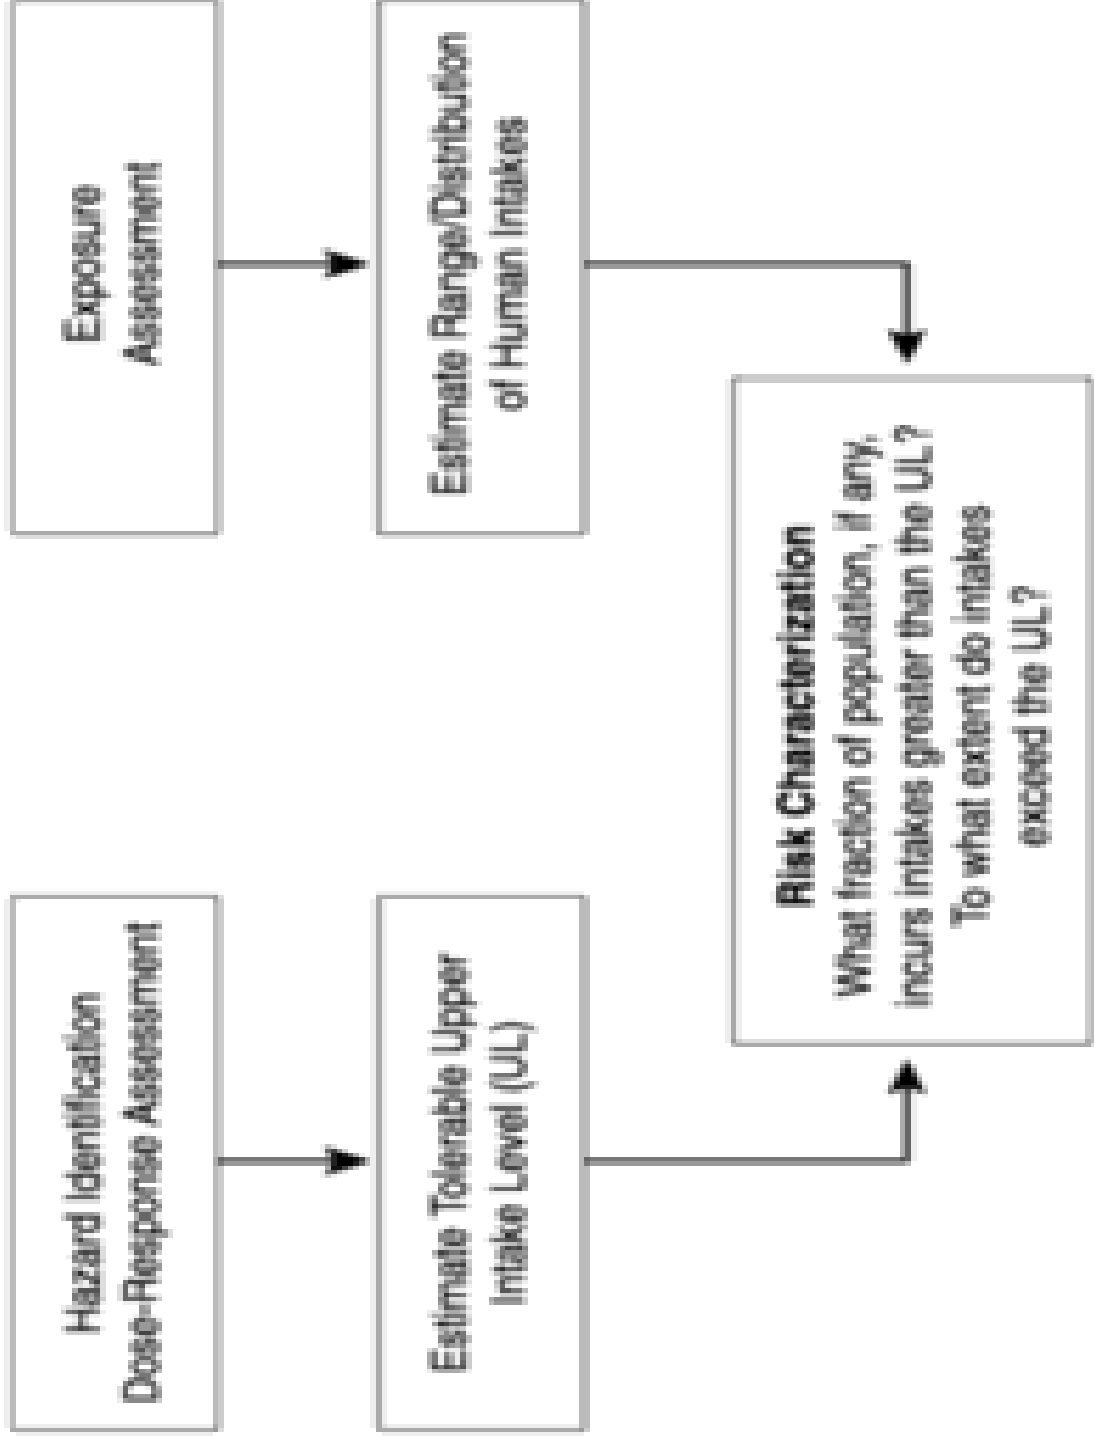 Hazard Identification
Dose-Response Assessment
Estimate Tolerable Upper
Intake Level (UL)
Exposure
Assessment
Estimate Range/Distribution
of Human Intakes
Risk Characterization
What fraction of population, if any,
incurs intakes greater than the UL?
To what extent do intakes
exceed the UL?